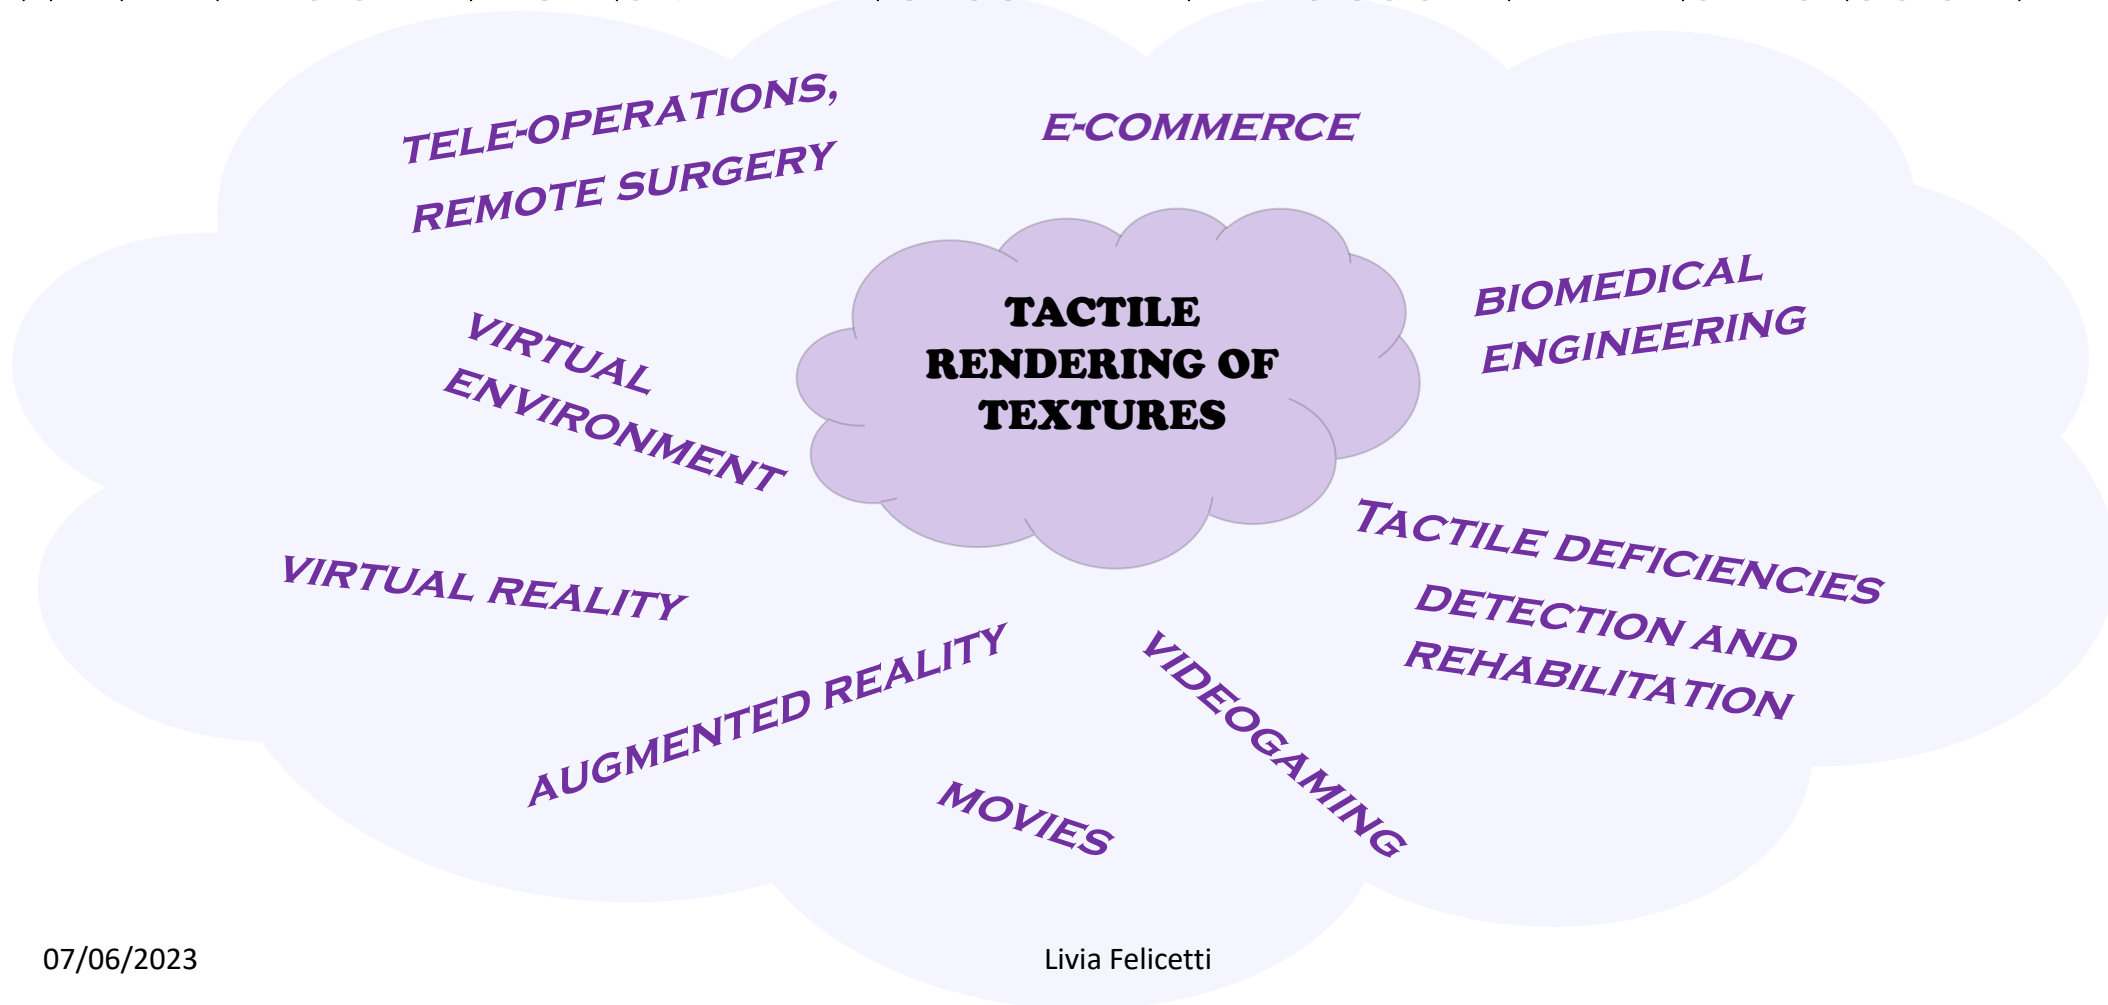 TELE-OPERATIONS,
REMOTE SURGERY
E-COMMERCE
TACTILE
RENDERING OF
TEXTURES
BIOMEDICAL
ENGINEERING
VIRTUAL
ENVIRONMENT
TACTILE DEFICIENCIES
DETECTION AND
REHABILITATION
VIRTUAL REALITY
AUGMENTED REALITY
VIDEOGAMING
MOVIES
07/06/2023
Livia Felicetti